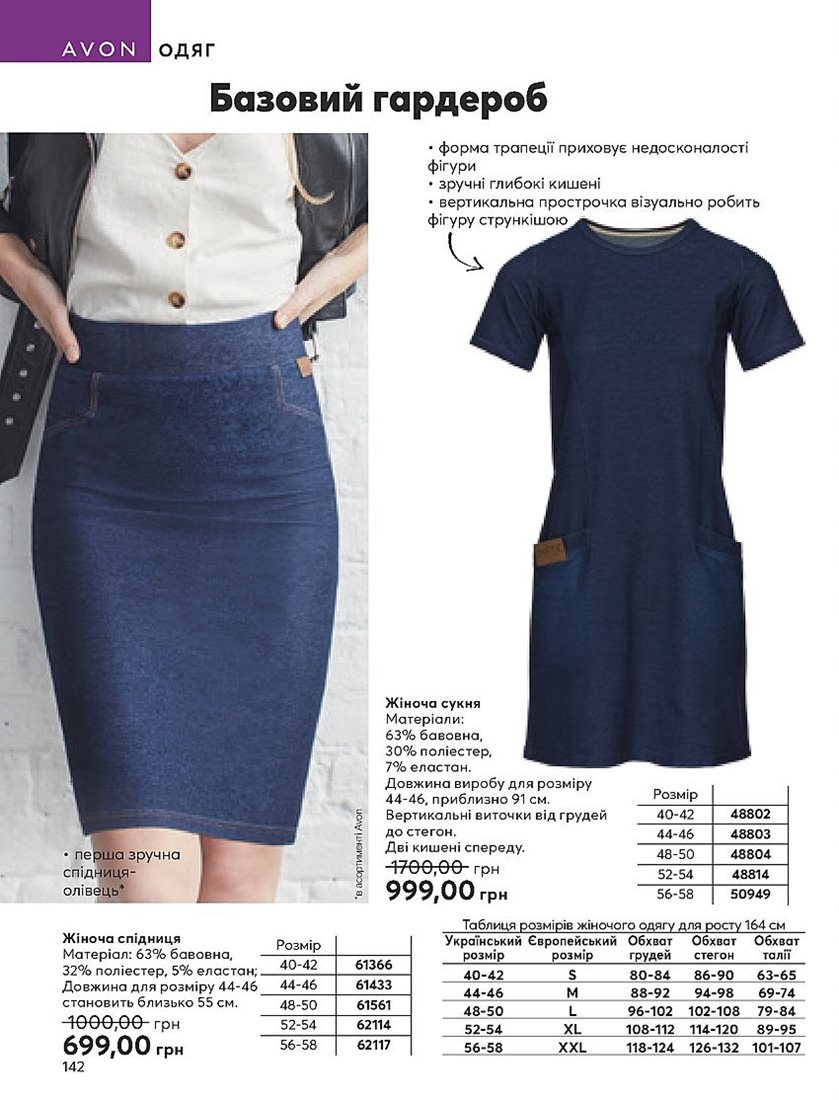 AVON ОДЯГ
Базовий гардероб
• форма трапеції приховує недосконалості
фігури
• зручні глибокі кишені
• вертикальна прострочка візуально робить
фігуру стрункішою
Жіноча сукня
Матеріали:
63% бавовна,
30% поліестер,
7% еластан.
Довжина виробу для розміру
44-46, приблизно 91 см.
Вертикальні виточки від грудей
до стегон.
Дві кишені спереду.
1700,00 грн
999,00 грн
Розмір
40-42 48802
44-46 48803
48-50 48804
52-54 48814
56-58 50949
• перша зручна
спідниця-
олівець*
*в асортименті Avon
Жіноча спідниця
Матеріал: 63% бавовна,
32% поліестер, 5% еластан;
Довжина для розміру 44-46
становить близько 55 см.
1000,00 грн
699,00 грн
Розмір
40-42 61366
44-46 61433
48-50 61561
52-54 62114
56-58 62117
Таблиця розмірів жіночого одягу для росту 164 см
Український Європейський Обхват Обхват Обхват
розмір розмір грудей стегон талії
40-42 S 80-84 86-90 63-65
44-46 M 88-92 94-98 69-74
48-50 L 96-102 102-108 79-84
52-54 XL 108-112 114-120 89-95
56-58 XXL 118-124 126-132 101-107
142